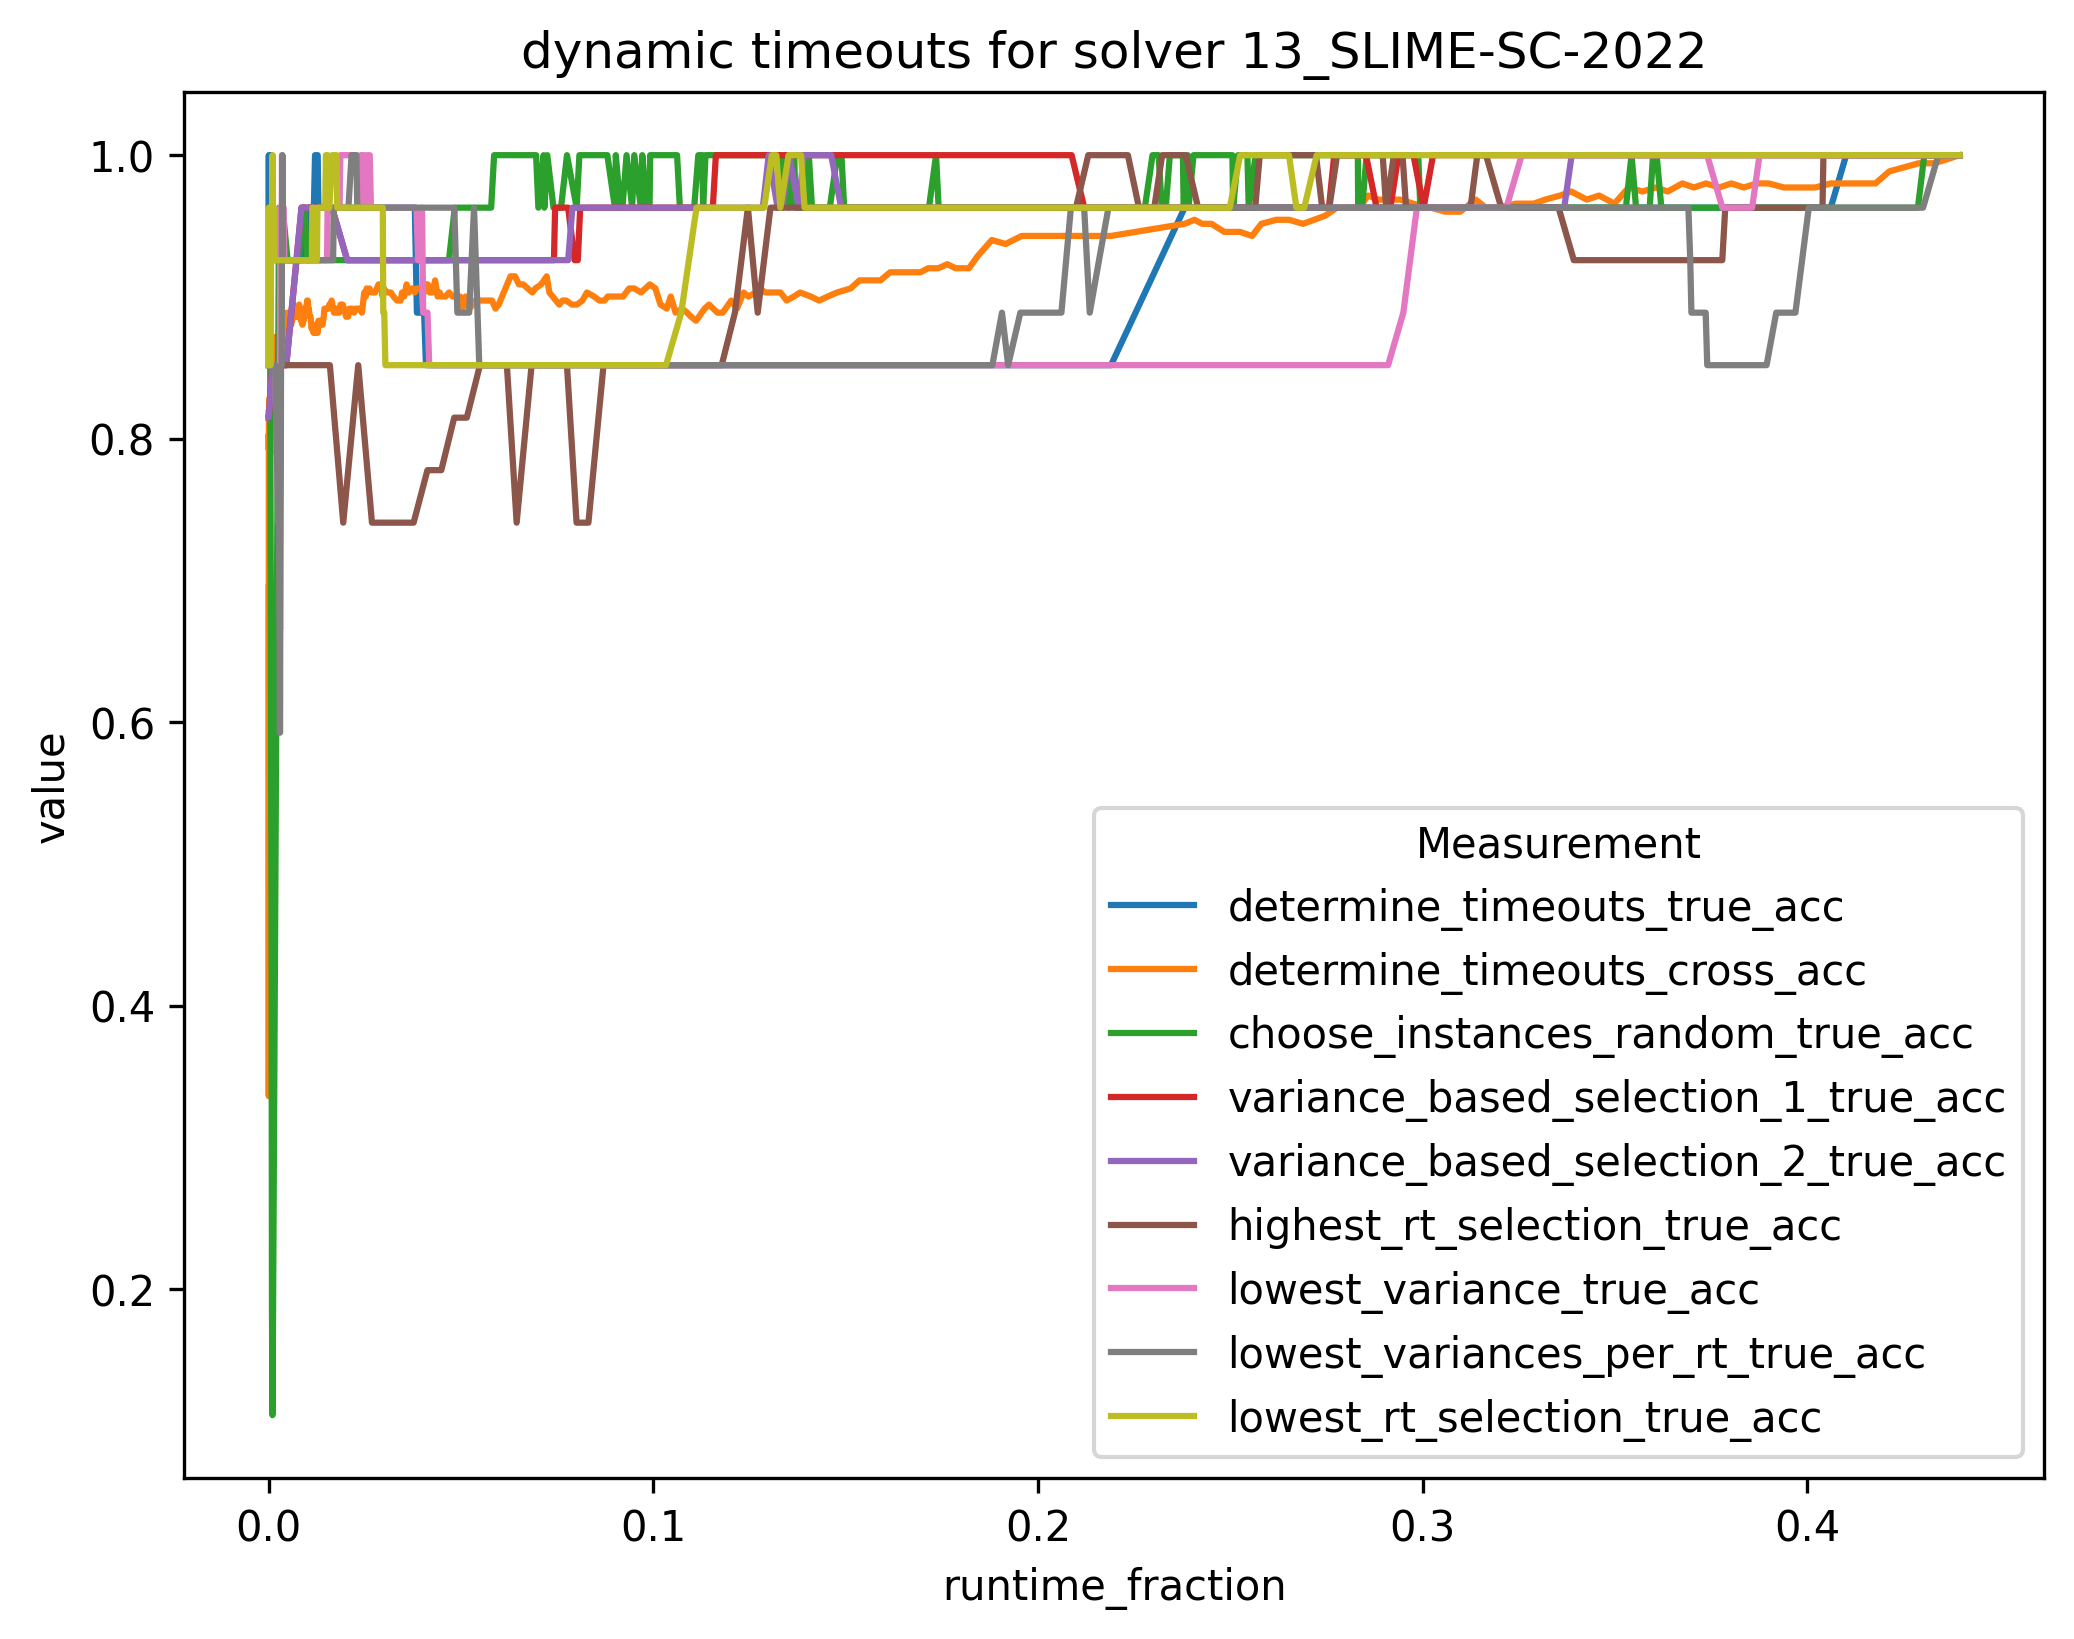 dynamic timeouts for solver 13_SLIME-SC-2022
1.0
0.8
0.6
0.4
0.2
value
0.0
0.1
0.2
0.3
0.4
runtime_fraction
Measurement
determine_timeouts_true_acc
determine_timeouts_cross_acc
choose_instances_random_true_acc
variance_based_selection_1_true_acc
variance_based_selection_2_true_acc
highest_rt_selection_true_acc
lowest_variance_true_acc
lowest_variances_per_rt_true_acc
lowest_rt_selection_true_acc